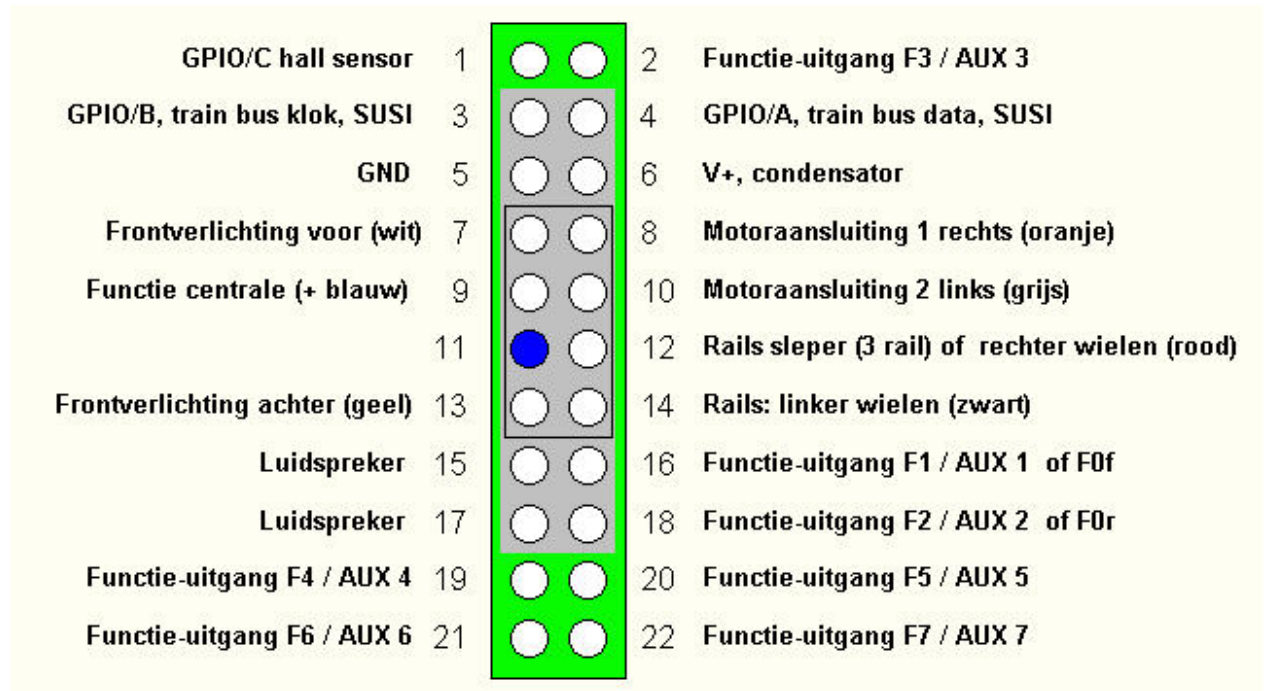 GPIO/C hall sensor 1 2 Functie-uitgang F3 / AUX 3
GPIO/B, train bus klok, SUSI 3 4 GPIO/A, train bus data, SUSI
GND 5 6 V+, condensator
Frontverlichting voor (wit) 7 8 Motoraansluiting 1 rechts (oranje)
Functie centrale (+ blauw) 9 10 Motoraansluiting 2 links (grijs)
11 12 Rails sleper (3 rail) of rechter wielen (rood)
Frontverlichting achter (geel) 13 14 Rails: linker wielen (zwart)
Luidspreker 15 16 Functie-uitgang F1 / AUX 1 of F0f
Luidspreker 17 18 Functie-uitgang F2 / AUX 2 of F0r
Functie-uitgang F4 / AUX 4 19 20 Functie-uitgang F5 / AUX 5
Functie-uitgang F6 / AUX 6 21 22 Functie-uitgang F7 / AUX 7